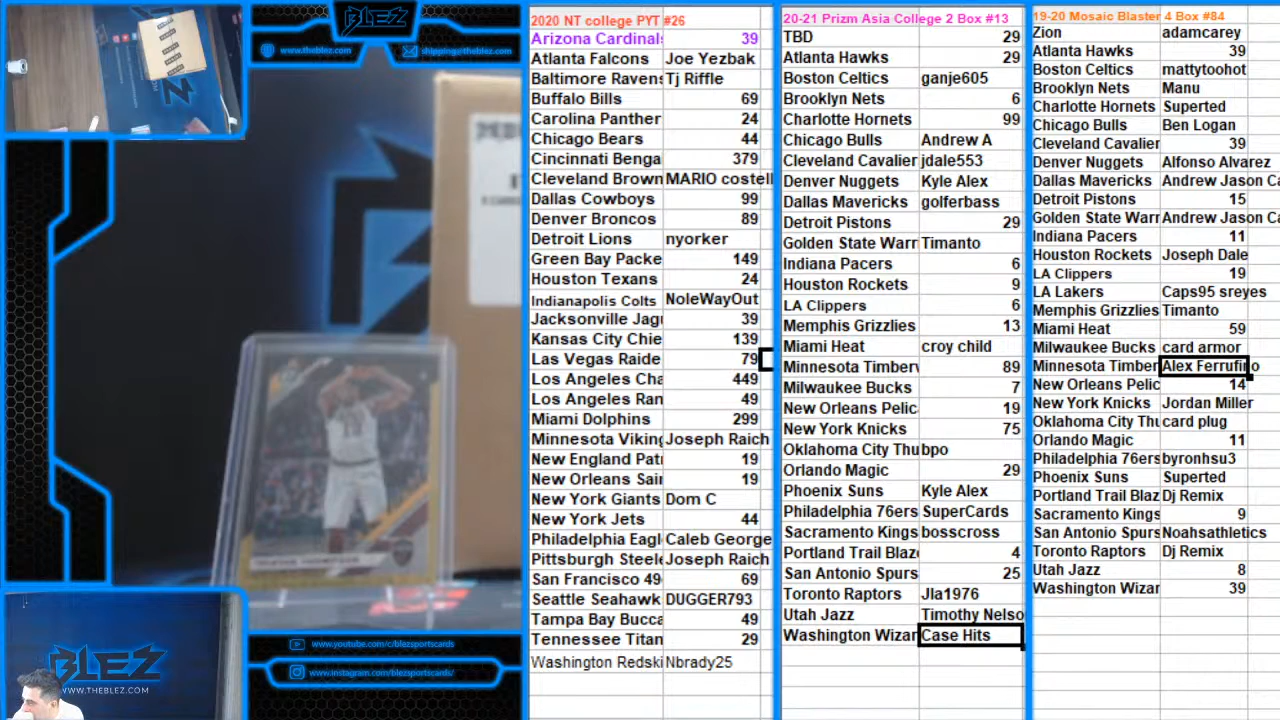 BLEZ
www.theblez.com
shipping@theblez.com
2020 NT college PYT #26
Arizona Cardinals 39
Atlanta Falcons Joe Yezbak
Baltimore Ravens Tj Riffle
Buffalo Bills 69
Carolina Panther 24
Chicago Bears 44
Cincinnati Benga 379
Cleveland Brown MARIO costell
Dallas Cowboys 99
Denver Broncos 89
Detroit Lions nyorker
Green Bay Packe 149
Houston Texans 24
Indianapolis Colts NoleWayOut
Jacksonville Jagu 39
Kansas City Chie 139
Las Vegas Raide 79
Los Angeles Cha 449
Los Angeles Ran 49
Miami Dolphins 299
Minnesota Viking Joseph Raich
New England Patr 19
New Orleans Sai 19
New York Giants Dom C
New York Jets 44
Philadelphia Eagl Caleb George
Pittsburgh Steele Joseph Raich
San Francisco 49 69
Seattle Seahawk DUGGER793
Tampa Bay Bucca 49
Tennessee Titan 29
Washington Redski Nbrady25
20-21 Prizm Asia College 2 Box #13
TBD 29
Atlanta Hawks 29
Boston Celtics ganje605
Brooklyn Nets 6
Charlotte Hornets 99
Chicago Bulls Andrew A
Cleveland Cavalier jdale553
Denver Nuggets Kyle Alex
Dallas Mavericks golferbass
Detroit Pistons 29
Golden State Warr Timanto
Indiana Pacers 6
Houston Rockets 9
LA Clippers 6
Memphis Grizzlies 13
Miami Heat croy child
Minnesota Timberv 89
Milwaukee Bucks 7
New Orleans Pelic 19
New York Knicks 75
Oklahoma City Thu bpo
Orlando Magic 29
Phoenix Suns Kyle Alex
Philadelphia 76ers SuperCards
Sacramento Kings bosscross
Portland Trail Blaz 4
San Antonio Spurs 25
Toronto Raptors Jla1976
Utah Jazz Timothy Nelso
Washington Wizar Case Hits
19-20 Mosaic Blaster 4 Box #84
Zion adamcarey
Atlanta Hawks 39
Boston Celtics mattytoohot
Brooklyn Nets Manu
Charlotte Hornets Superted
Chicago Bulls Ben Logan
Cleveland Cavalier 39
Denver Nuggets Alfonso Alvarez
Dallas Mavericks Andrew Jason Ca
Detroit Pistons 15
Golden State Warr Andrew Jason Ca
Indiana Pacers 11
Houston Rockets Joseph Dale
LA Clippers 19
LA Lakers Caps95 sreyes
Memphis Grizzlies Timanto
Miami Heat 59
Milwaukee Bucks card armor
Minnesota Timber Alex Ferrufino
New Orleans Pelic 14
New York Knicks Jordan Miller
Oklahoma City Thu card plug
Orlando Magic 11
Philadelphia 76ers byronhsu3
Phoenix Suns Superted
Portland Trail Blaz Dj Remix
Sacramento Kings 9
San Antonio Spurs Noahsathletics
Toronto Raptors Dj Remix
Utah Jazz 8
Washington Wizar 39
BLEZ
WWW.THEBLEZ.COM
www.youtube.com/c/blezsportscards
www.instagram.com/blezsportscards/